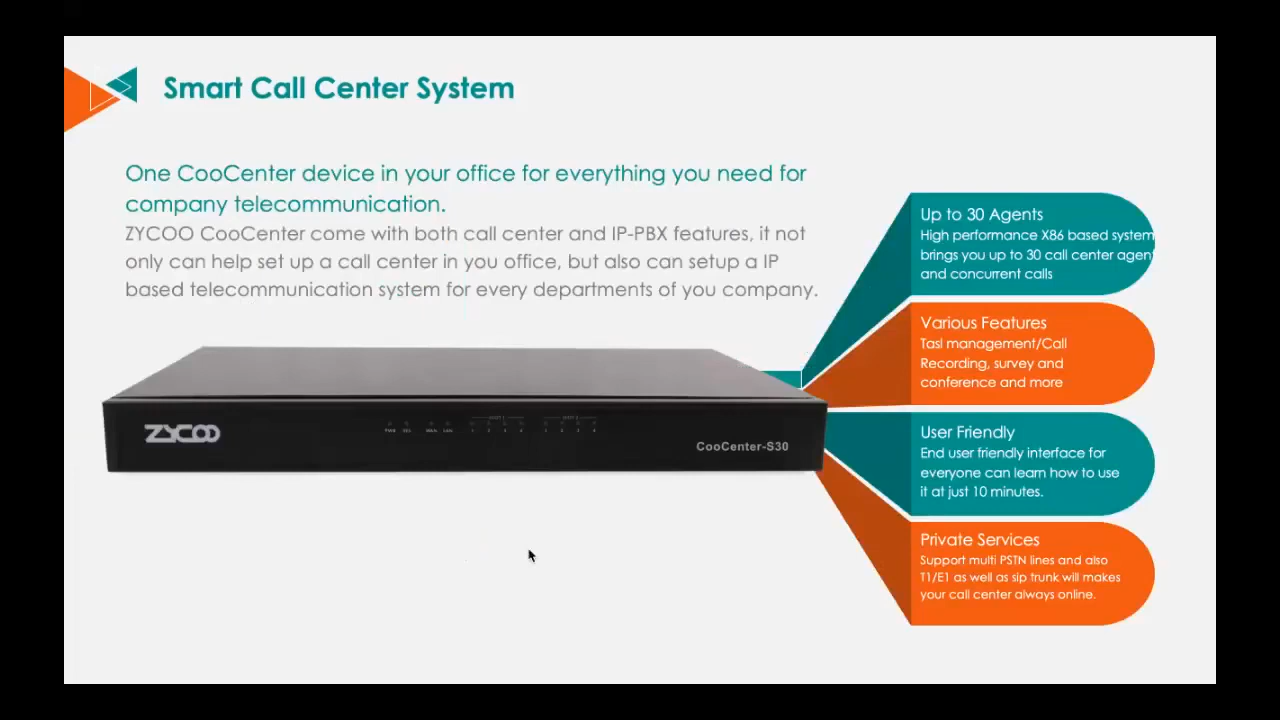 Smart Call Center System
One CooCenter device in your office for everything you need for
company telecommunication.
ZYCOO CooCenter come with both call center and IP-PBX features, it not
only can help set up a call center in you office, but also can setup a IP
based telecommunication system for every departments of you company.
Up to 30 Agents
High performance X86 based system
brings you up to 30 call center agent
and concurrent calls
Various Features
Tasl management/Call
Recording, survey and
conference and more
User Friendly
End user friendly interface for
everyone can learn how to use
it at just 10 minutes.
Private Services
Support multi PSTN lines and also
T1/E1 as well as sip trunk will makes
your call center always online.
ZYCOO
CooCenter-S30